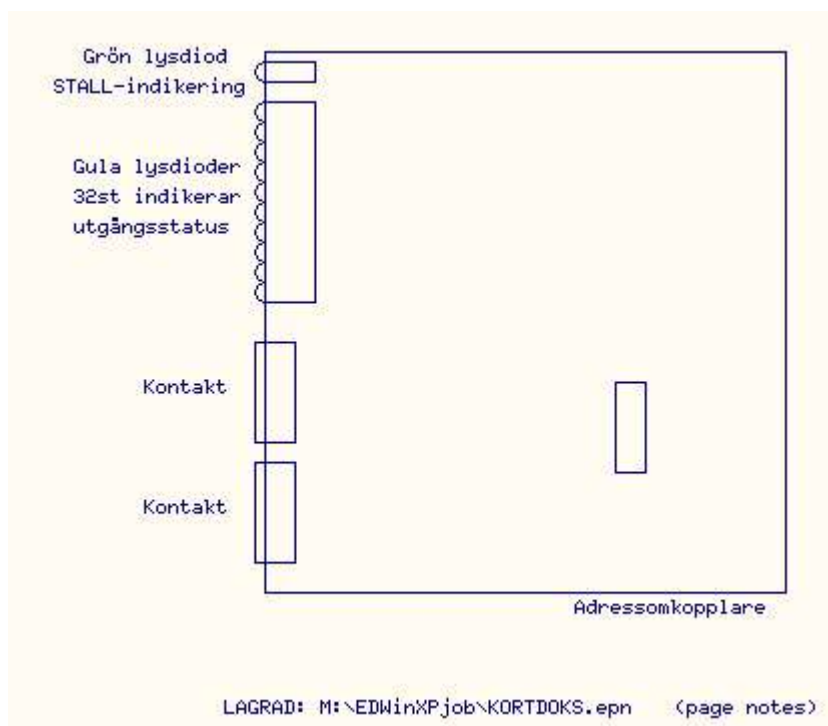 Grön lysdiod
STALL-indikering
Gula lysdioder
32st indikerar
utgångsstatus
Kontakt
Kontakt
Adressomkopplare
LAGRAD: M:\EDWinXPjob\KORTDOKS.epn (page notes)